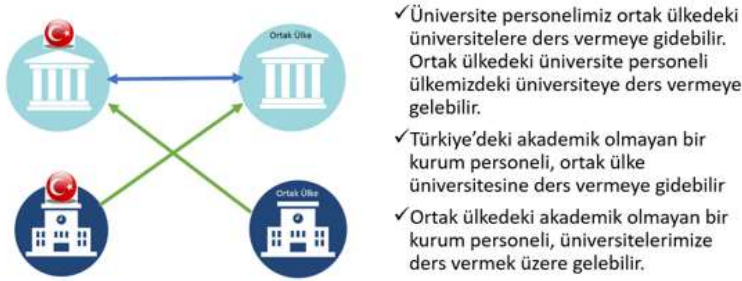 Ortak Ülke
Ortak Ülke
✓Üniversite personelimiz ortak ülkedeki
üniversitelere ders vermeye gidebilir.
Ortak ülkedeki üniversite personeli
ülkemizdeki üniversiteye ders vermeye
gelebilir.
✓Türkiye'deki akademik olmayan bir
kurum personeli, ortak ülke
üniversitesine ders vermeye gidebilir
✓Ortak ülkedeki akademik olmayan bir
kurum personeli, üniversitelerimize
ders vermek üzere gelebilir.